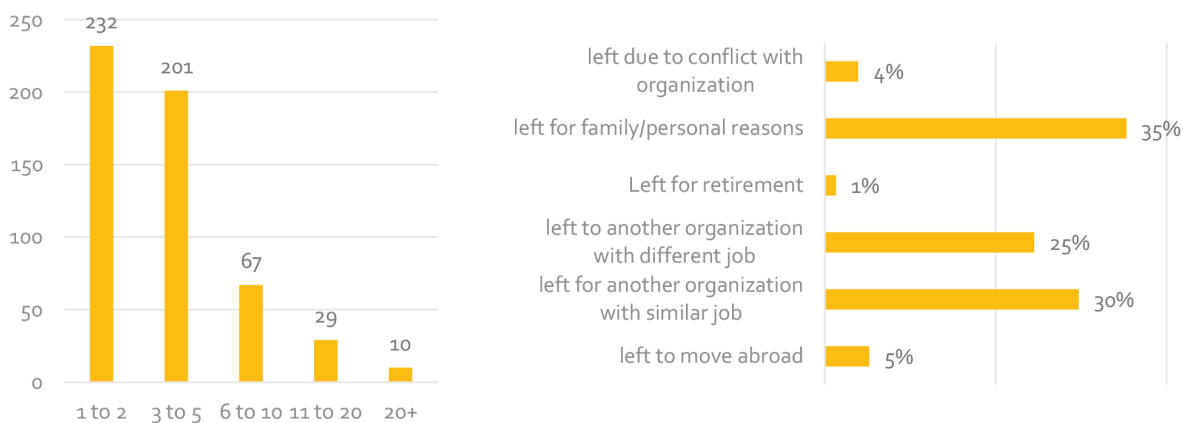 250
232
201
200
150
100
67
50
29
10
0
1 to 2 3 to 5 6 to 10 11 to 20 20+
left due to conflict with
organization
4%
left for family/personal reasons
35%
Left for retirement
1%
left to another organization
with different job
25%
left for another organization
with similar job
30%
left to move abroad
5%